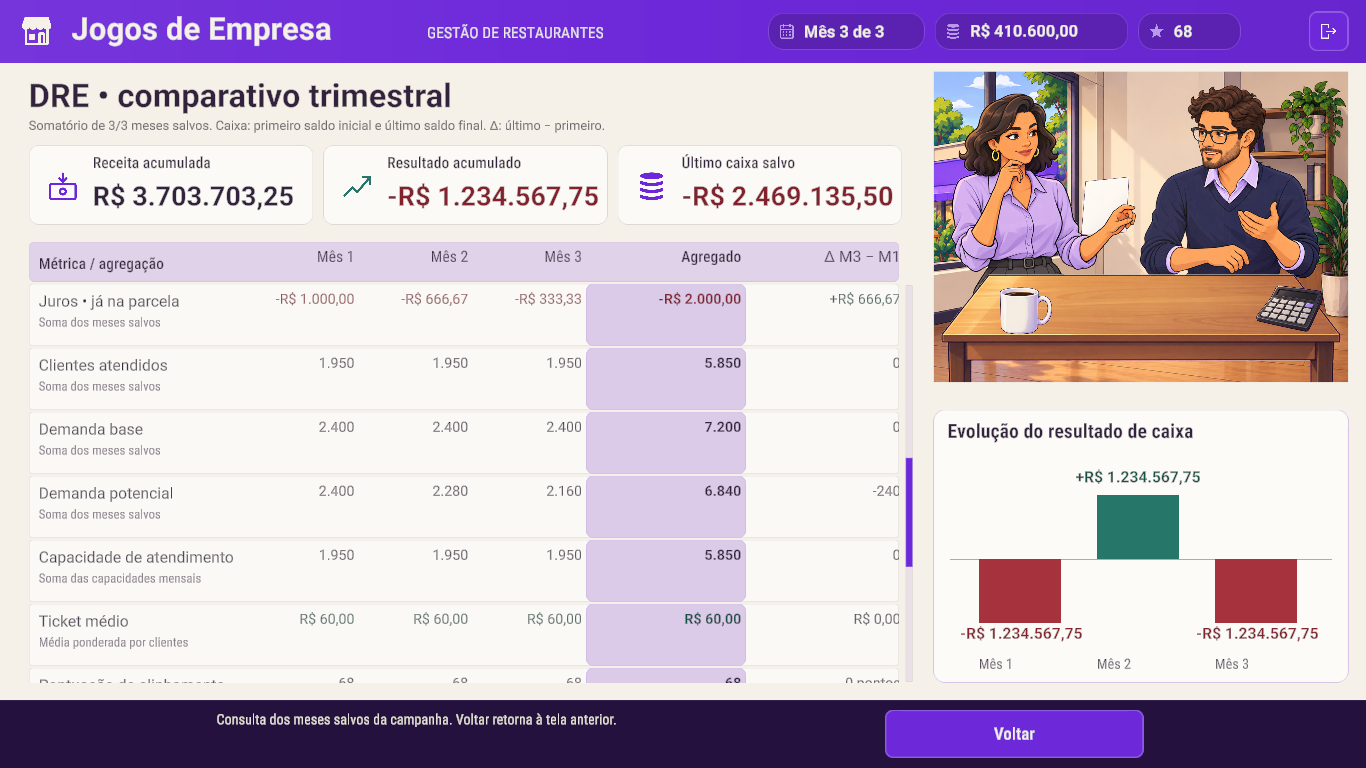 Jogos de Empresa
GESTÃO DE RESTAURANTES
Mês 3 de 3
R$ 410.600,00
68
DRE • comparativo trimestral
Somatório de 3/3 meses salvos. Caixa: primeiro saldo inicial e último saldo final. Δ: último − primeiro.
Receita acumulada
R$ 3.703.703,25
Resultado acumulado
-R$ 1.234.567,75
Último caixa salvo
-R$ 2.469.135,50
Métrica / agregação Mês 1 Mês 2 Mês 3 Agregado Δ M3 − M1
Juros • já na parcela -R$ 1.000,00 -R$ 666,67 -R$ 333,33 -R$ 2.000,00 +R$ 666,67
Soma dos meses salvos
Clientes atendidos 1.950 1.950 1.950 5.850 0
Soma dos meses salvos
Demanda base 2.400 2.400 2.400 7.200 0
Soma dos meses salvos
Demanda potencial 2.400 2.280 2.160 6.840 -240
Soma dos meses salvos
Capacidade de atendimento 1.950 1.950 1.950 5.850 0
Soma das capacidades mensais
Ticket médio R$ 60,00 R$ 60,00 R$ 60,00 R$ 60,00 R$ 0,00
Média ponderada por clientes
68 68 68 68
Evolução do resultado de caixa
+R$ 1.234.567,75
-R$ 1.234.567,75 -R$ 1.234.567,75
Mês 1 Mês 2 Mês 3
Consulta dos meses salvos da campanha. Voltar retorna à tela anterior.
Voltar